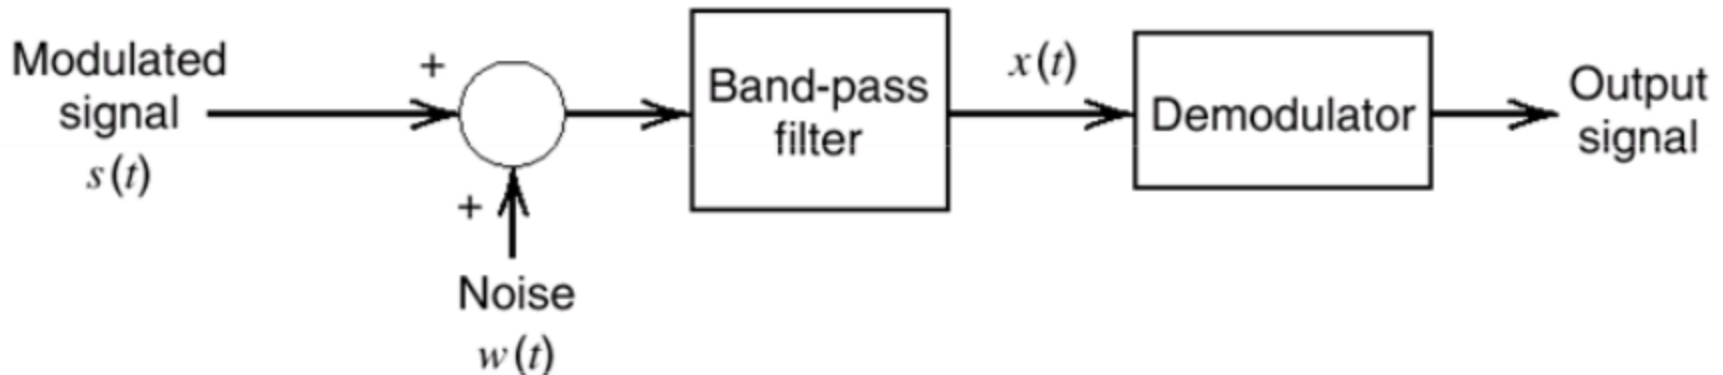 Modulated
signal
s(t)
+
+
Noise
w(t)
Band-pass
filter
x(t)
Demodulator
Output
signal